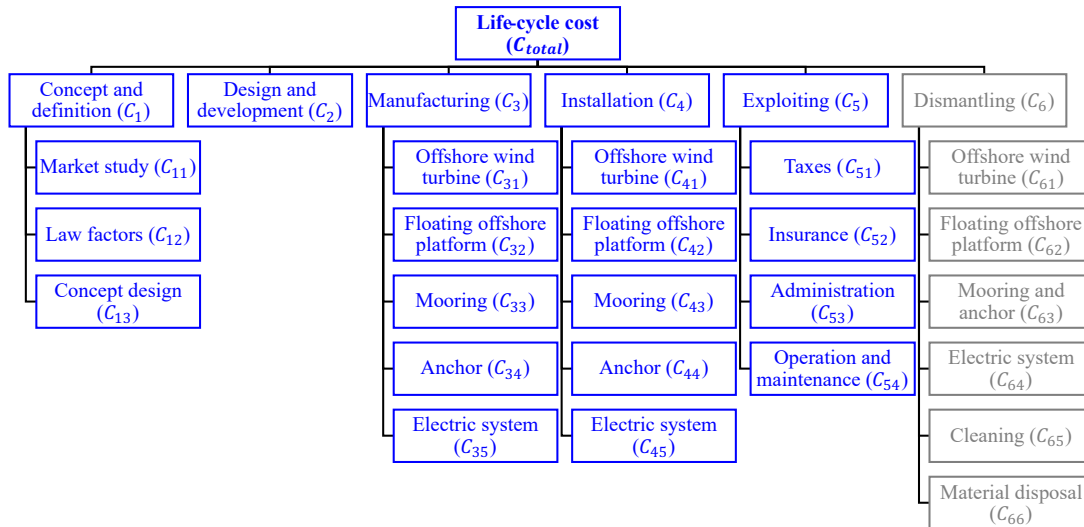 Life-cycle cost
(C_total)
Concept and
definition (C_1)
Design and
development (C_2)
Manufacturing (C_3)
Installation (C_4)
Exploiting (C_5)
Dismantling (C_6)
Market study (C_11)
Law factors (C_12)
Concept design
(C_13)
Offshore wind
turbine (C_31)
Floating offshore
platform (C_32)
Mooring (C_33)
Anchor (C_34)
Electric system
(C_35)
Offshore wind
turbine (C_41)
Floating offshore
platform (C_42)
Mooring (C_43)
Anchor (C_44)
Electric system
(C_45)
Taxes (C_51)
Insurance (C_52)
Administration
(C_53)
Operation and
maintenance (C_54)
Offshore wind
turbine (C_61)
Floating offshore
platform (C_62)
Mooring and
anchor (C_63)
Electric system
(C_64)
Cleaning (C_65)
Material disposal
(C_66)